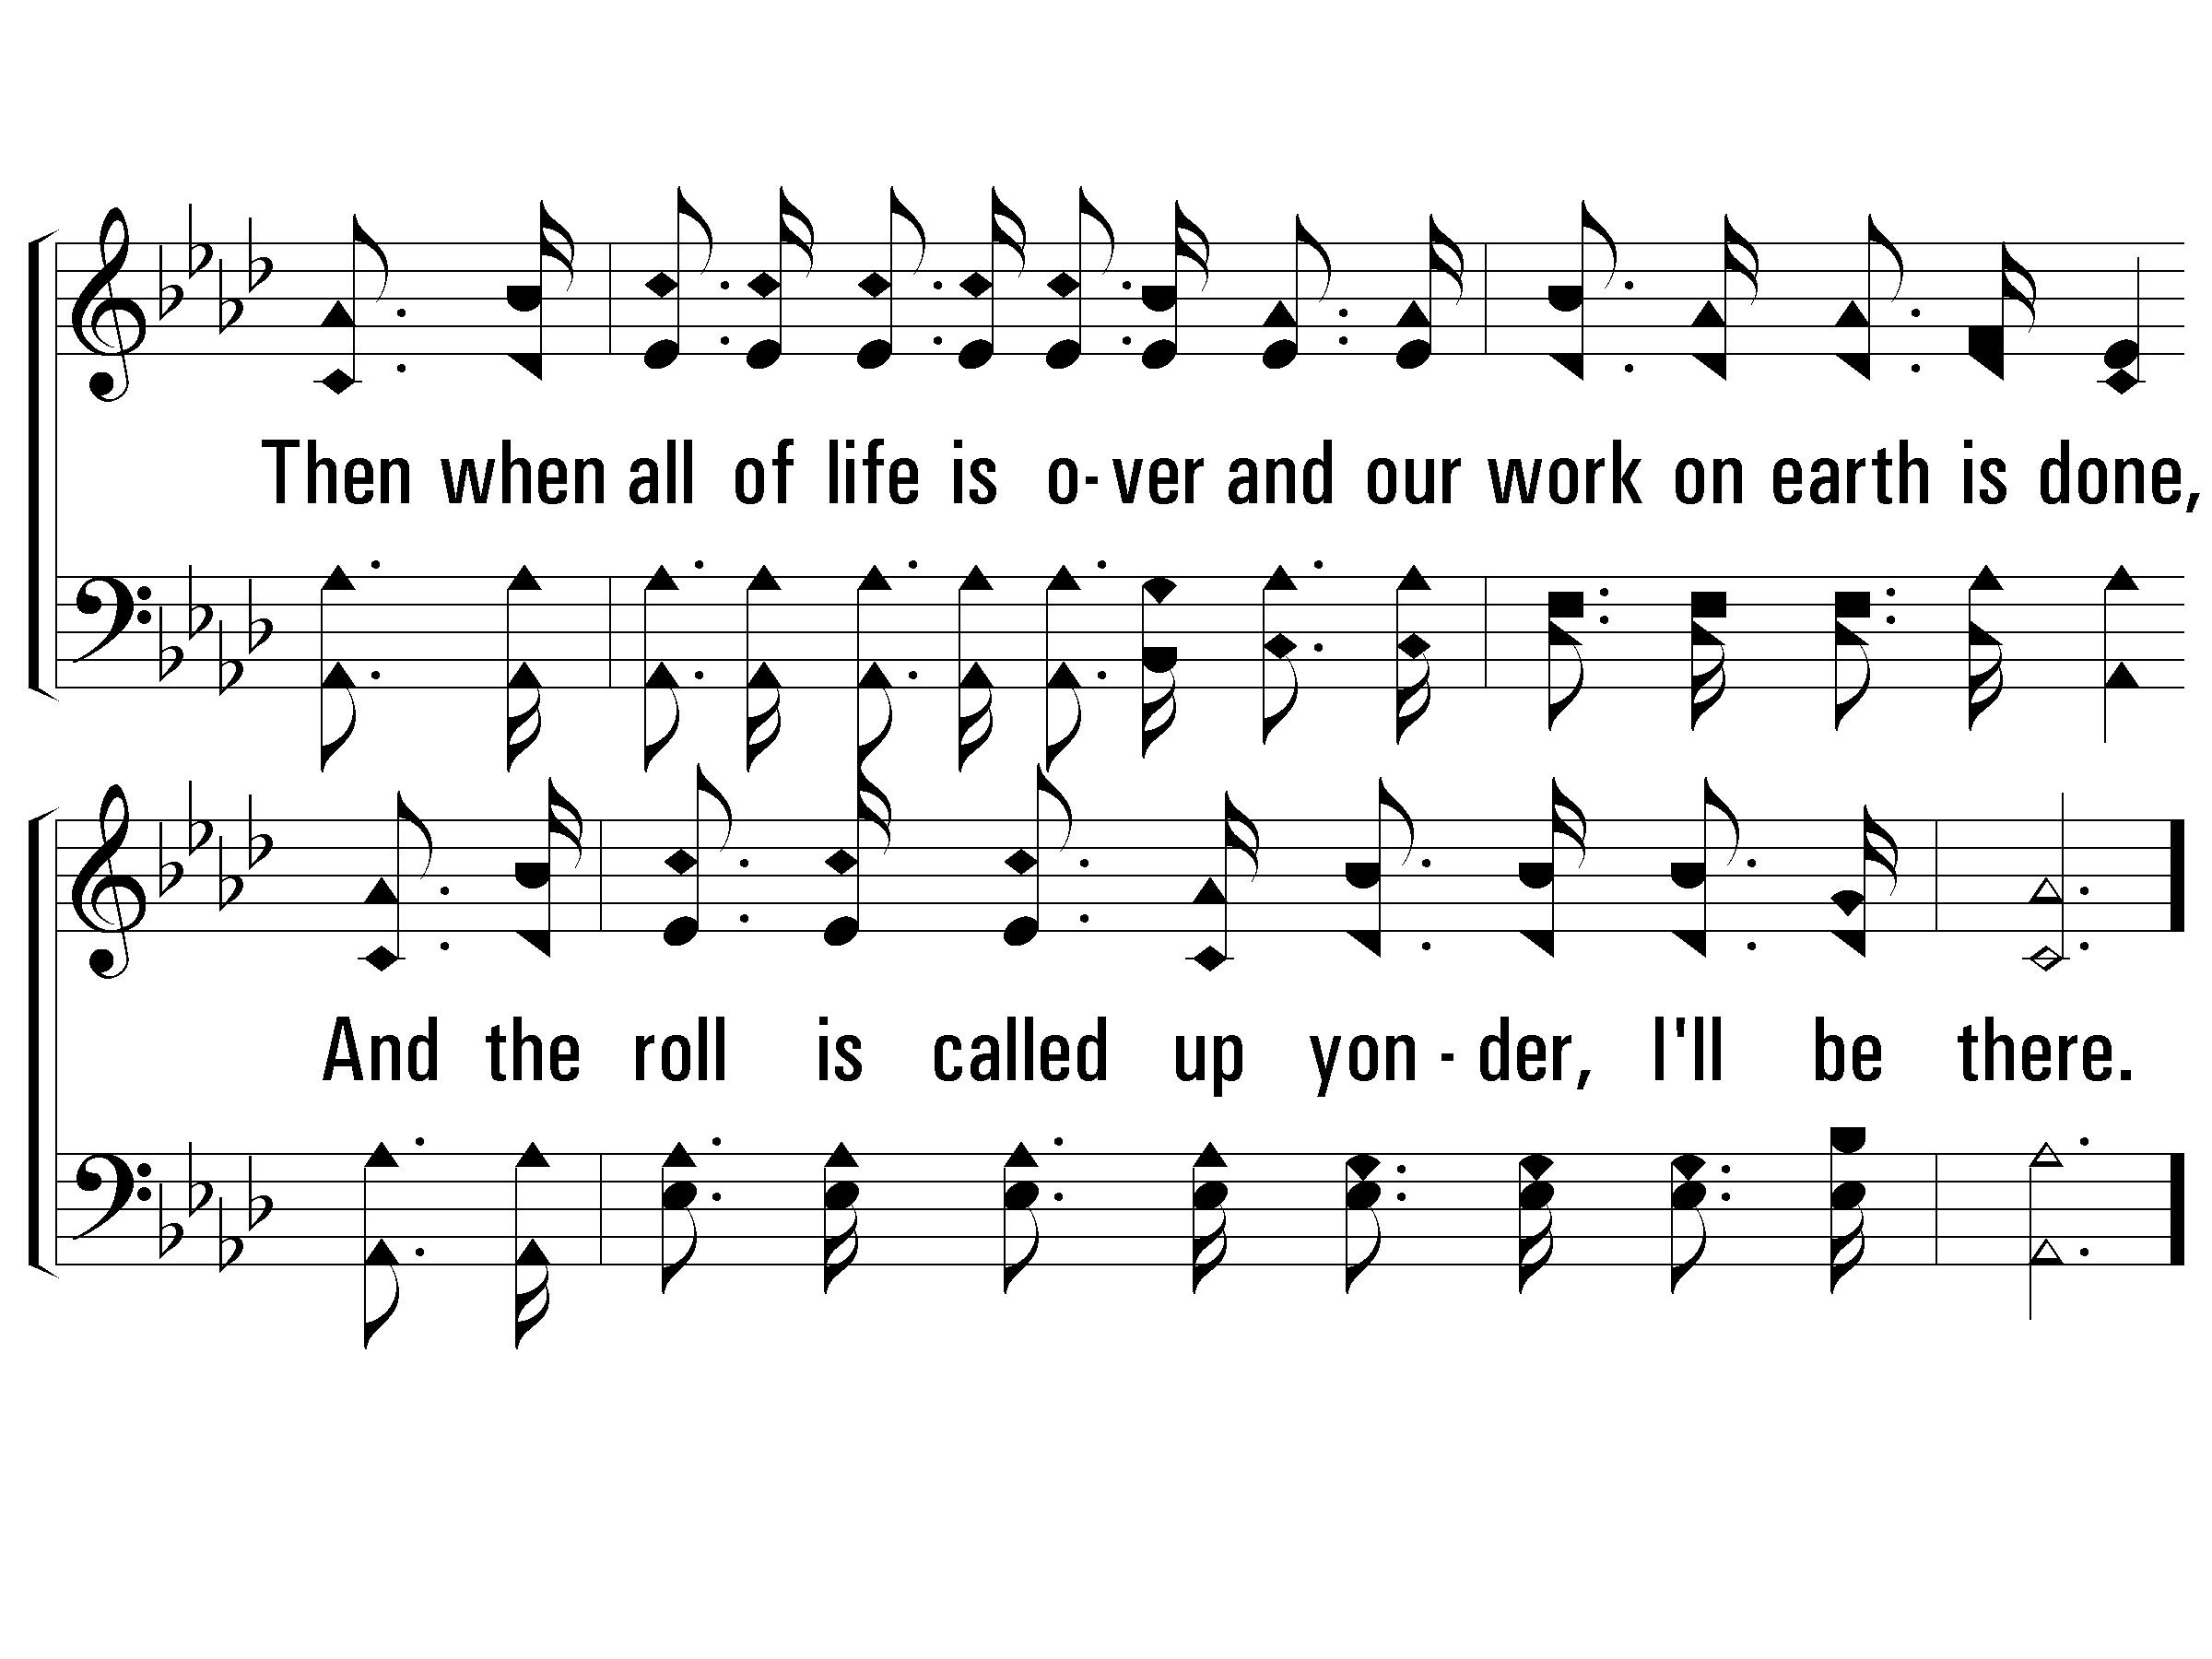 Then when all of life is o-ver and our work on earth is done,
And the roll is called up yon - der, I'll be there.